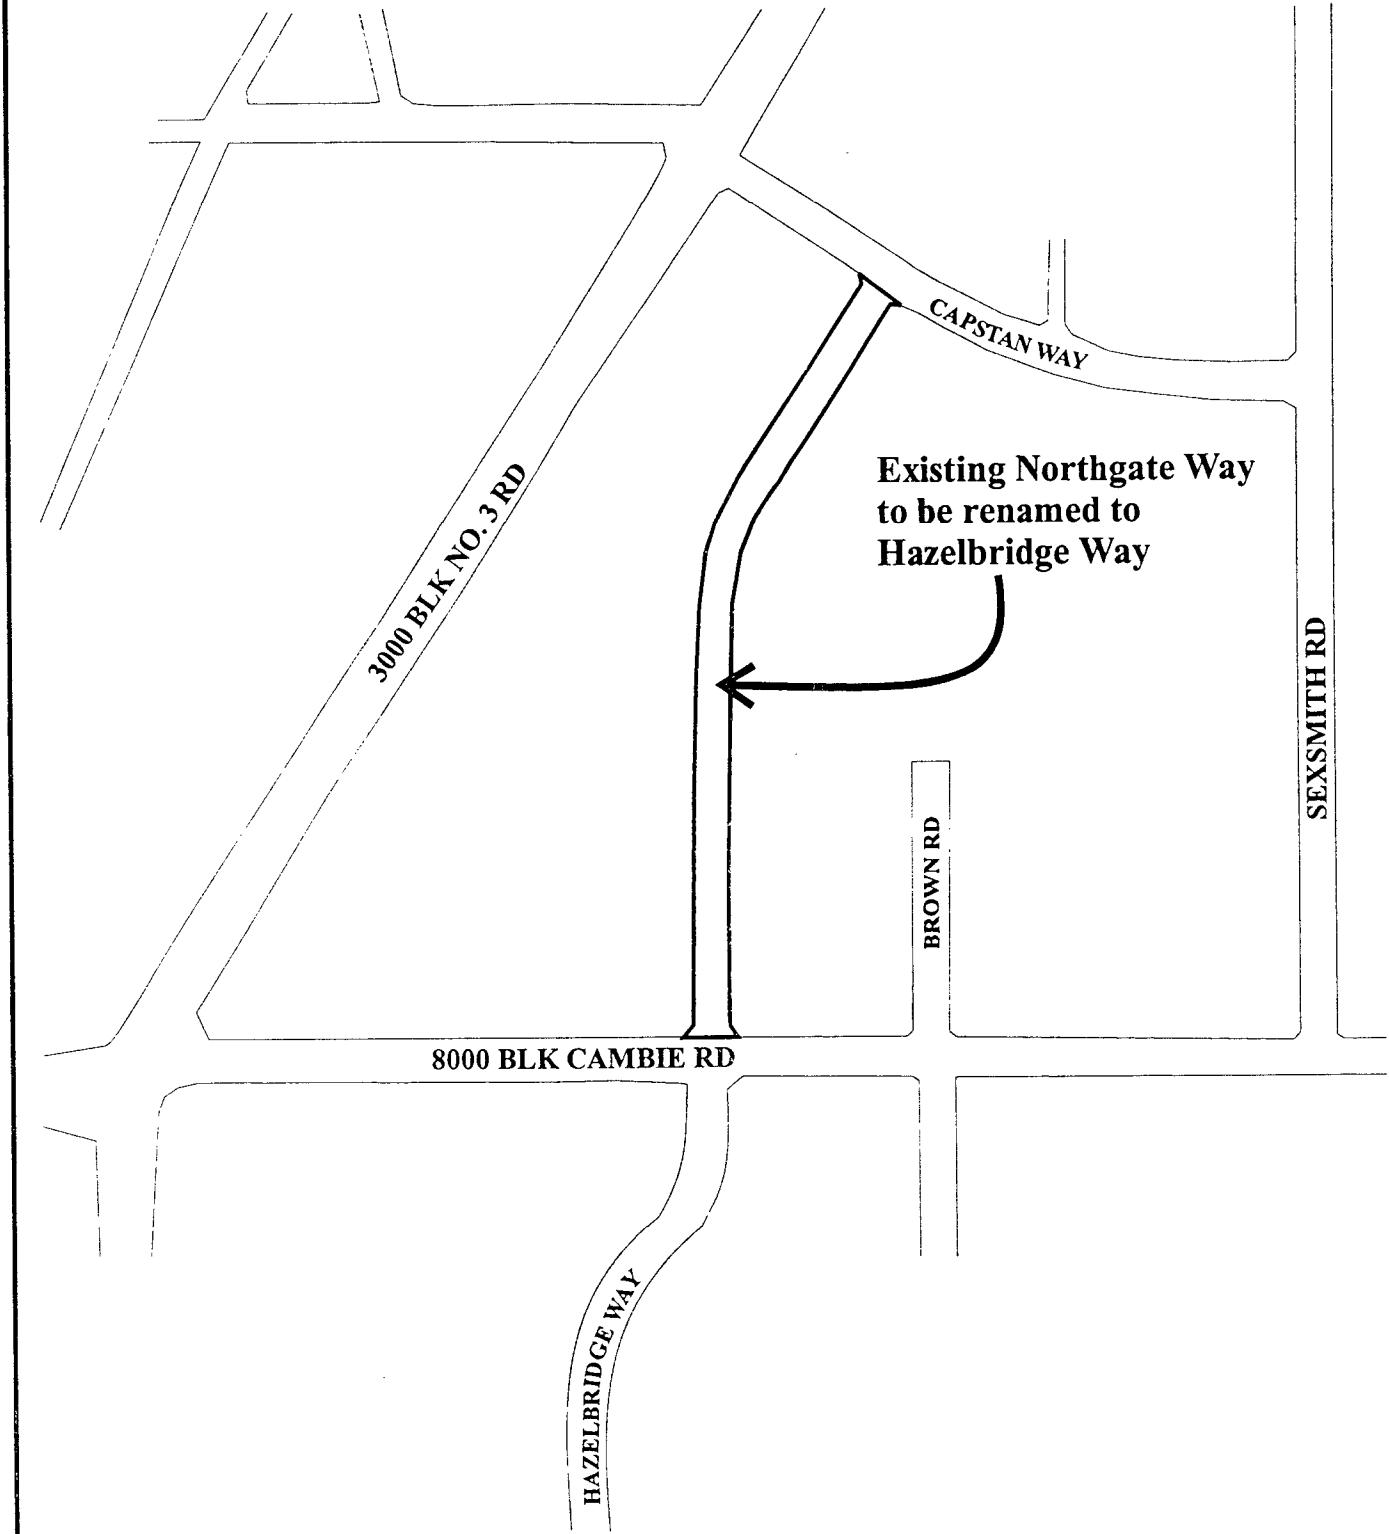 CAPSTAN WAY
Existing Northgate Way
to be renamed to
Hazelbridge Way
3000 BLK NO. 3 RD
SEXSMITH RD
BROWN RD
8000 BLK CAMBIE RD
HAZELBRIDGE WAY